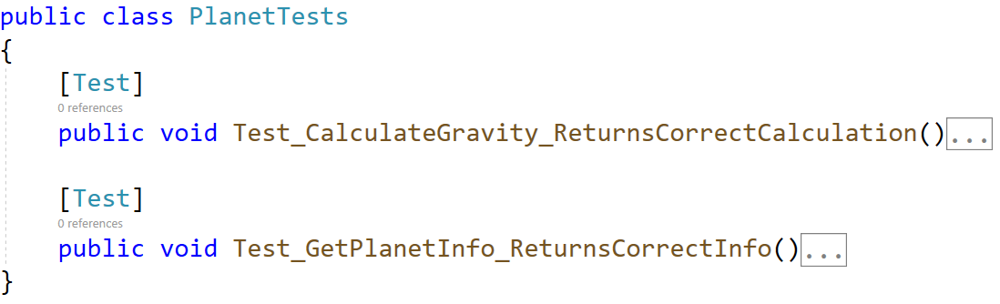 public class PlanetTests
{
[Test]
0 references
public void Test_CalculateGravity_ReturnsCorrectCalculation()...
[Test]
0 references
public void Test_GetPlanetInfo_ReturnsCorrectInfo()...
}